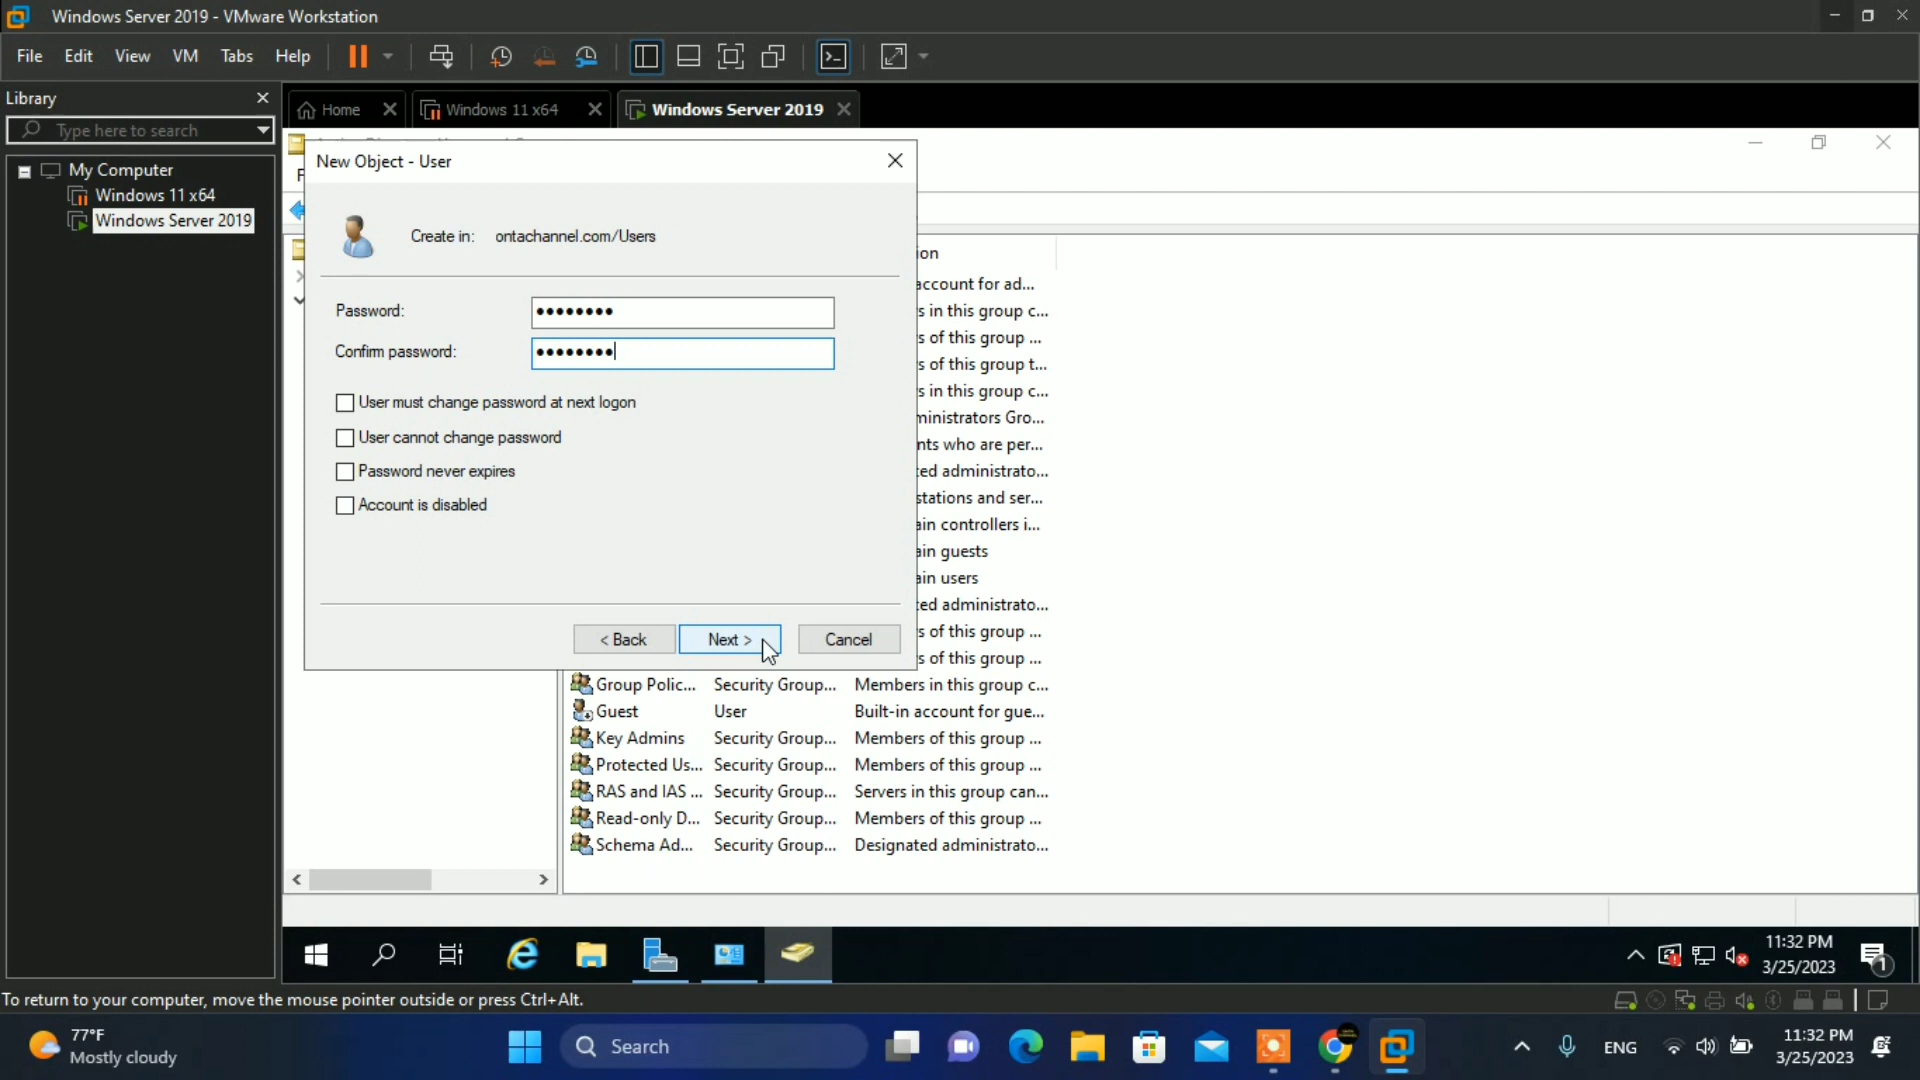 Windows Server 2019 - VMware Workstation
File Edit View VM Tabs Help
Library
Type here to search
My Computer
Windows 11 x64
Windows Server 2019
Home
Windows 11 x64
Windows Server 2019
New Object - User
Create in: ontachannel.com/Users
Password:
Confirm password:
User must change password at next logon
User cannot change password
Password never expires
Account is disabled
< Back
Next >
Cancel
ion
account for ad...
s in this group c...
s of this group ...
s of this group t...
s in this group c...
ministrators Gro...
nts who are per...
ted administrato...
stations and ser...
ain controllers i...
ain guests
ain users
ted administrato...
s of this group ...
s of this group ...
Group Polic... Security Group... Members in this group c...
Guest User Built-in account for gue...
Key Admins Security Group... Members of this group ...
Protected Us... Security Group... Members of this group ...
RAS and IAS ... Security Group... Servers in this group can...
Read-only D... Security Group... Members of this group ...
Schema Ad... Security Group... Designated administrato...
11:32 PM
3/25/2023
1
To return to your computer, move the mouse pointer outside or press Ctrl+Alt.
77°F
Mostly cloudy
Search
ENG
11:32 PM
3/25/2023